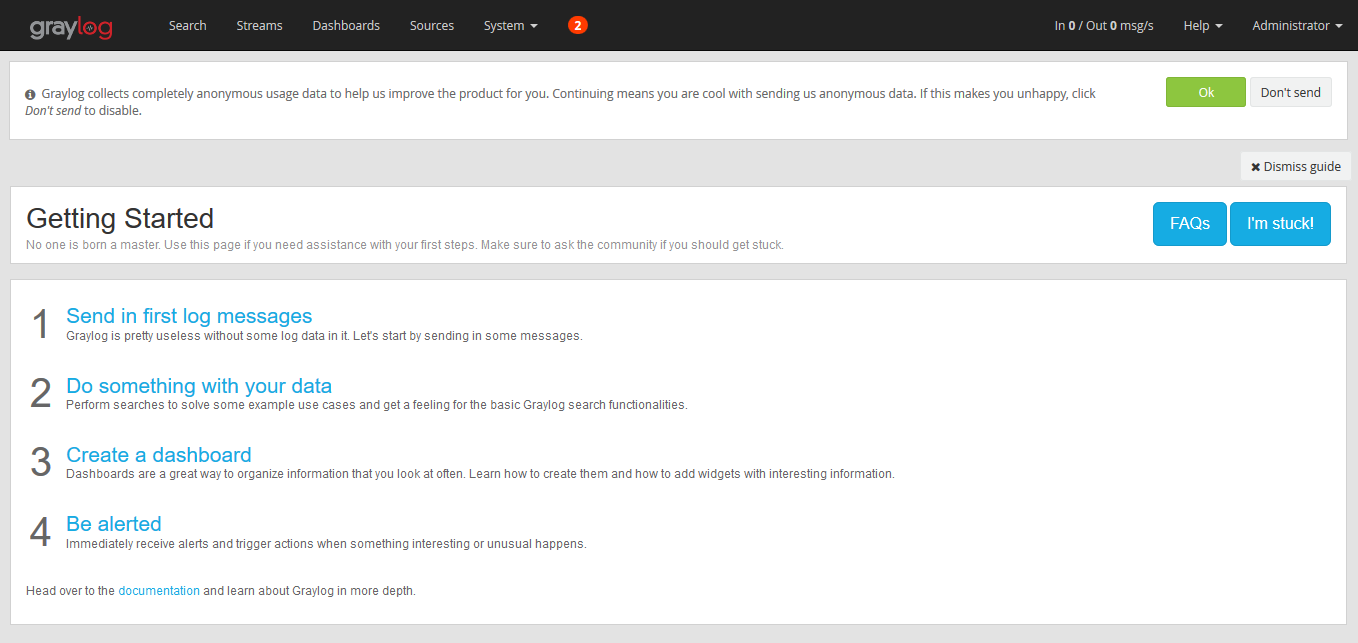 graylog Search Streams Dashboards Sources System 2 In 0 / Out 0 msg/s Help Administrator
Graylog collects completely anonymous usage data to help us improve the product for you. Continuing means you are cool with sending us anonymous data. If this makes you unhappy, click
Don't send to disable.
Ok Don't send
Dismiss guide
Getting Started
No one is born a master. Use this page if you need assistance with your first steps. Make sure to ask the community if you should get stuck.
FAQs I'm stuck!
1 Send in first log messages
Graylog is pretty useless without some log data in it. Let's start by sending in some messages.
2 Do something with your data
Perform searches to solve some example use cases and get a feeling for the basic Graylog search functionalities.
3 Create a dashboard
Dashboards are a great way to organize information that you look at often. Learn how to create them and how to add widgets with interesting information.
4 Be alerted
Immediately receive alerts and trigger actions when something interesting or unusual happens.
Head over to the documentation and learn about Graylog in more depth.